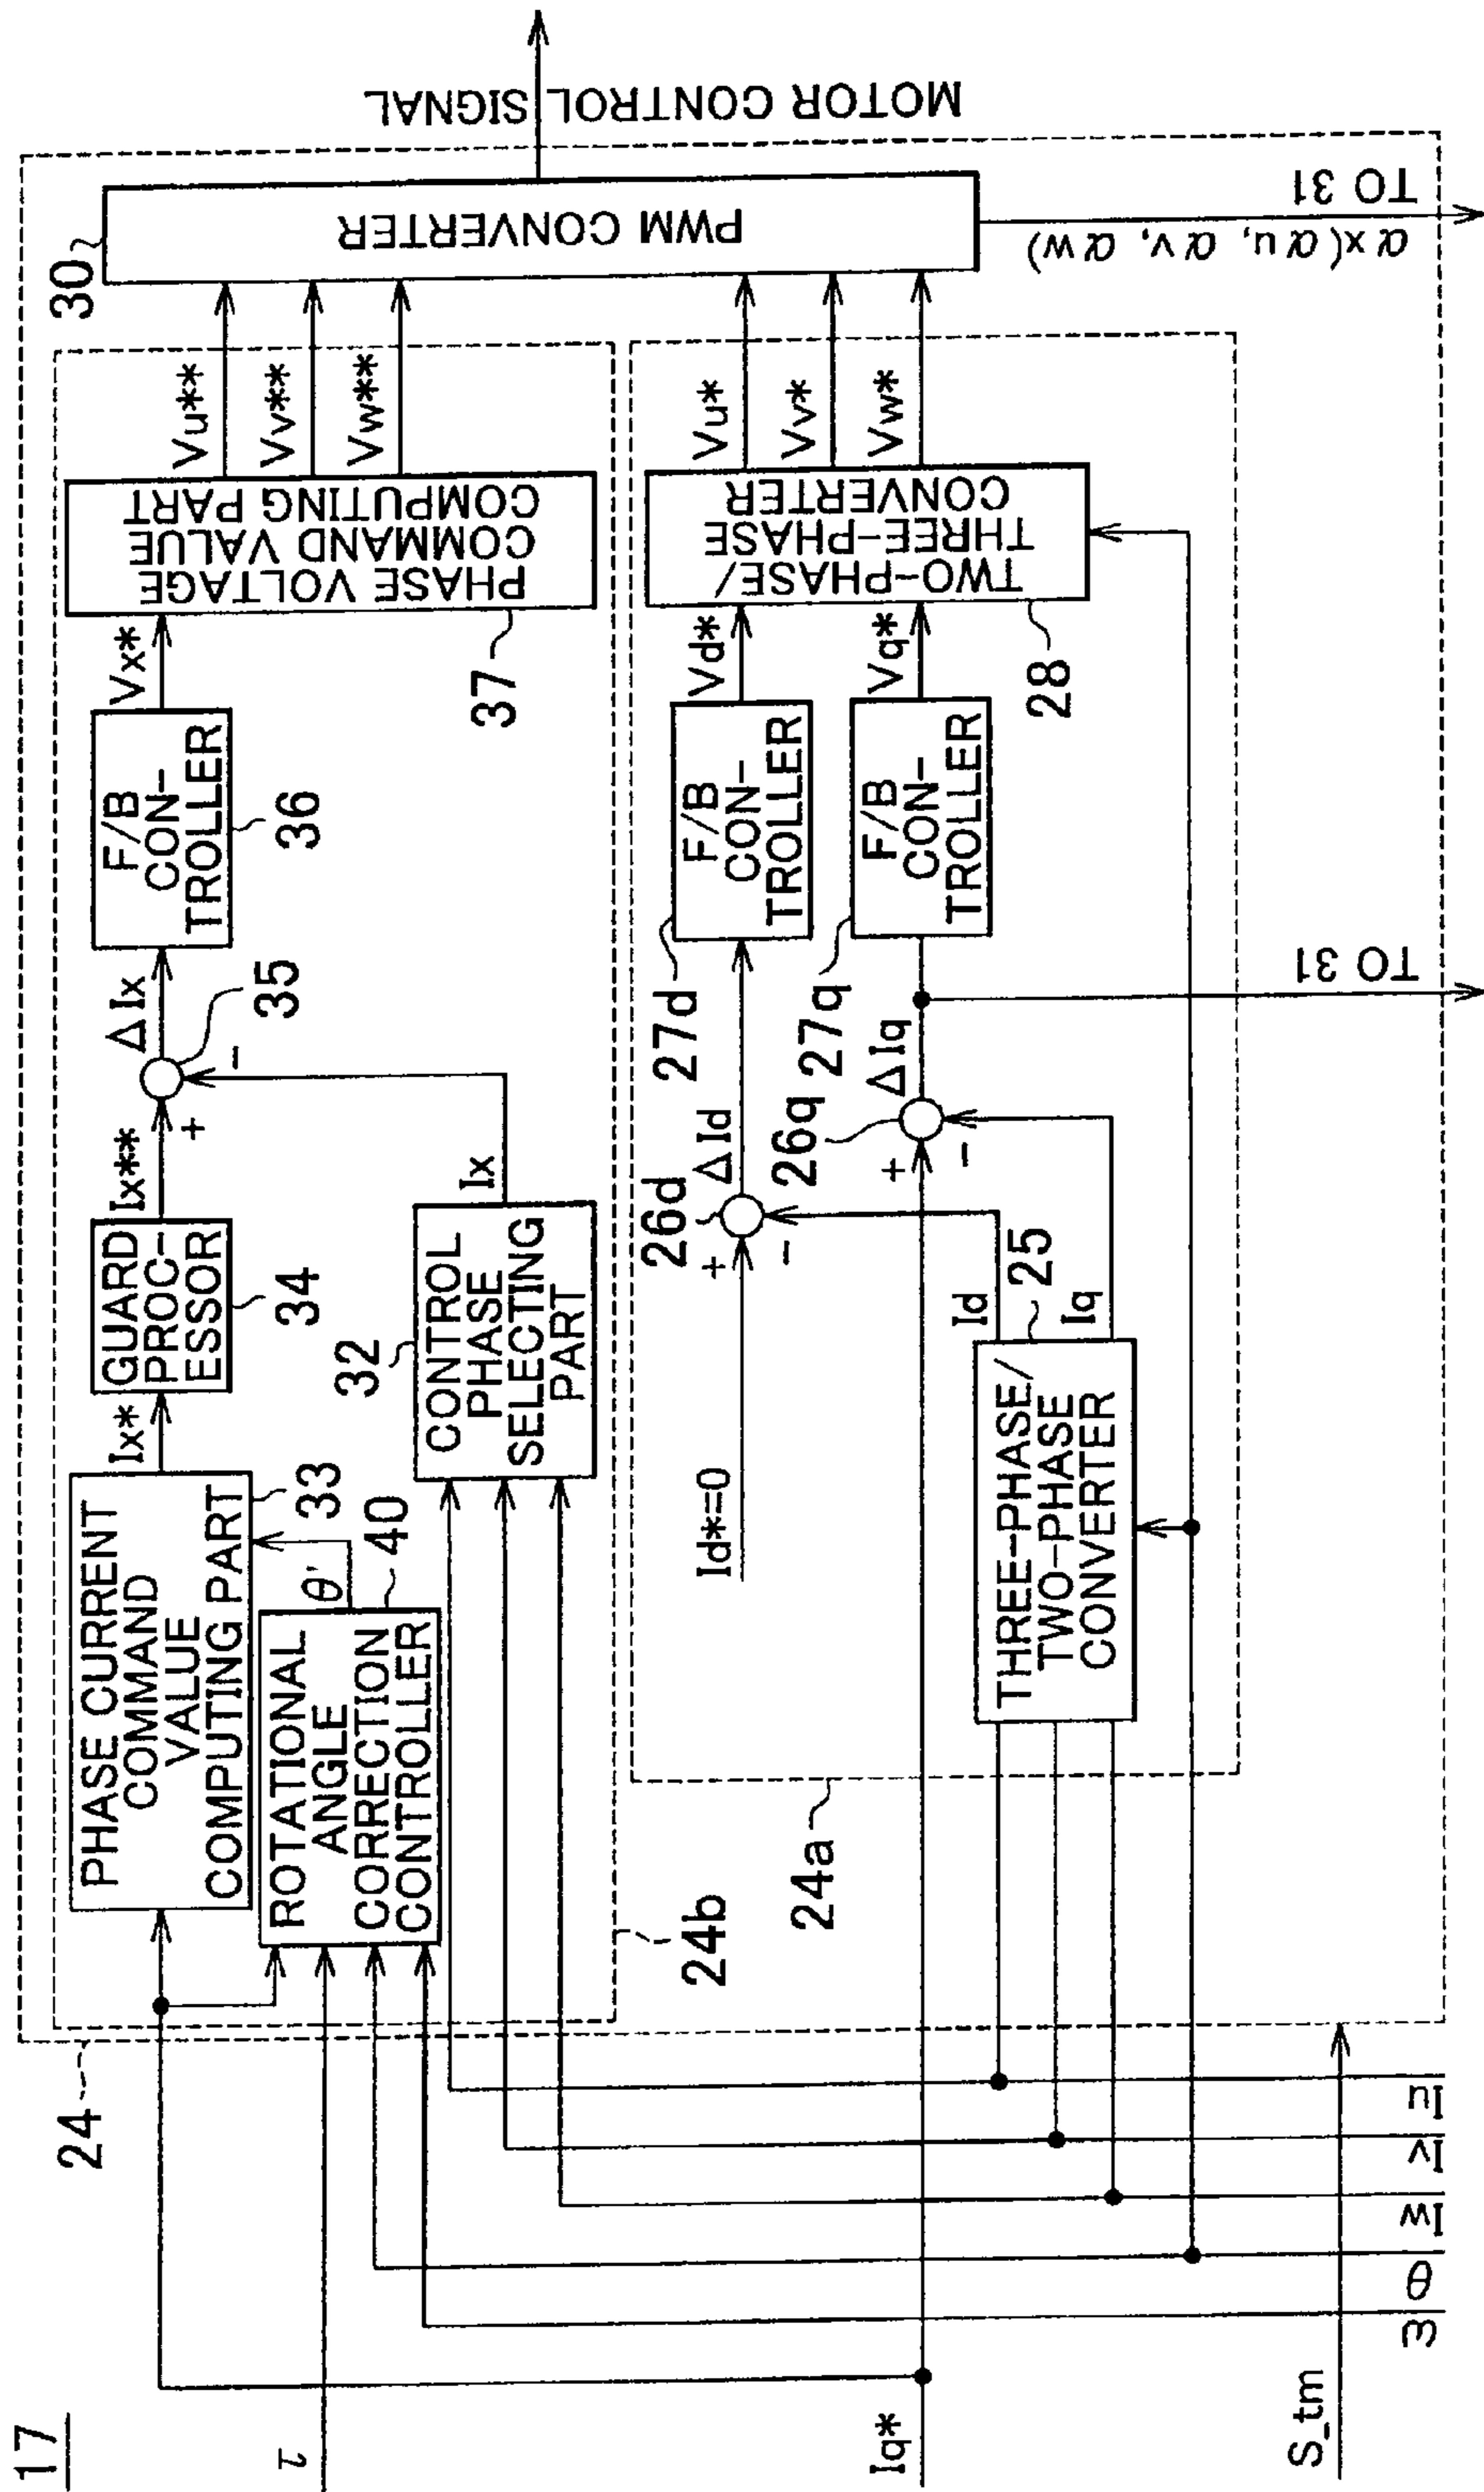 17
24
PHASE CURRENT
COMMAND
VALUE
COMPUTING PART
33
Ix*
GUARD
PROC-
ESSOR
34
Ix**
+
-
35
ΔIx
F/B
CON-
TROLLER
36
Vx*
PHASE VOLTAGE
COMMAND VALUE
COMPUTING PART
37
Vu**
Vv**
Vw**
30
PWM CONVERTER
MOTOR CONTROL SIGNAL
αx(αu, αv, αw)
TO 31
τ
ROTATIONAL
ANGLE
CORRECTION
CONTROLLER
40
θ'
32
CONTROL
PHASE
SELECTING
PART
Ix
24b
24a
Id*=0
+
-
26d
ΔId
27d
F/B
CON-
TROLLER
Vd*
Iq*
+
-
26q
ΔIq
27q
F/B
CON-
TROLLER
Vq*
TWO-PHASE/
THREE-PHASE
CONVERTER
28
Vu*
Vv*
Vw*
THREE-PHASE/
TWO-PHASE
CONVERTER
25
Id
Iq
TO 31
S_tm
ω
θ
Iw
Iv
Iu